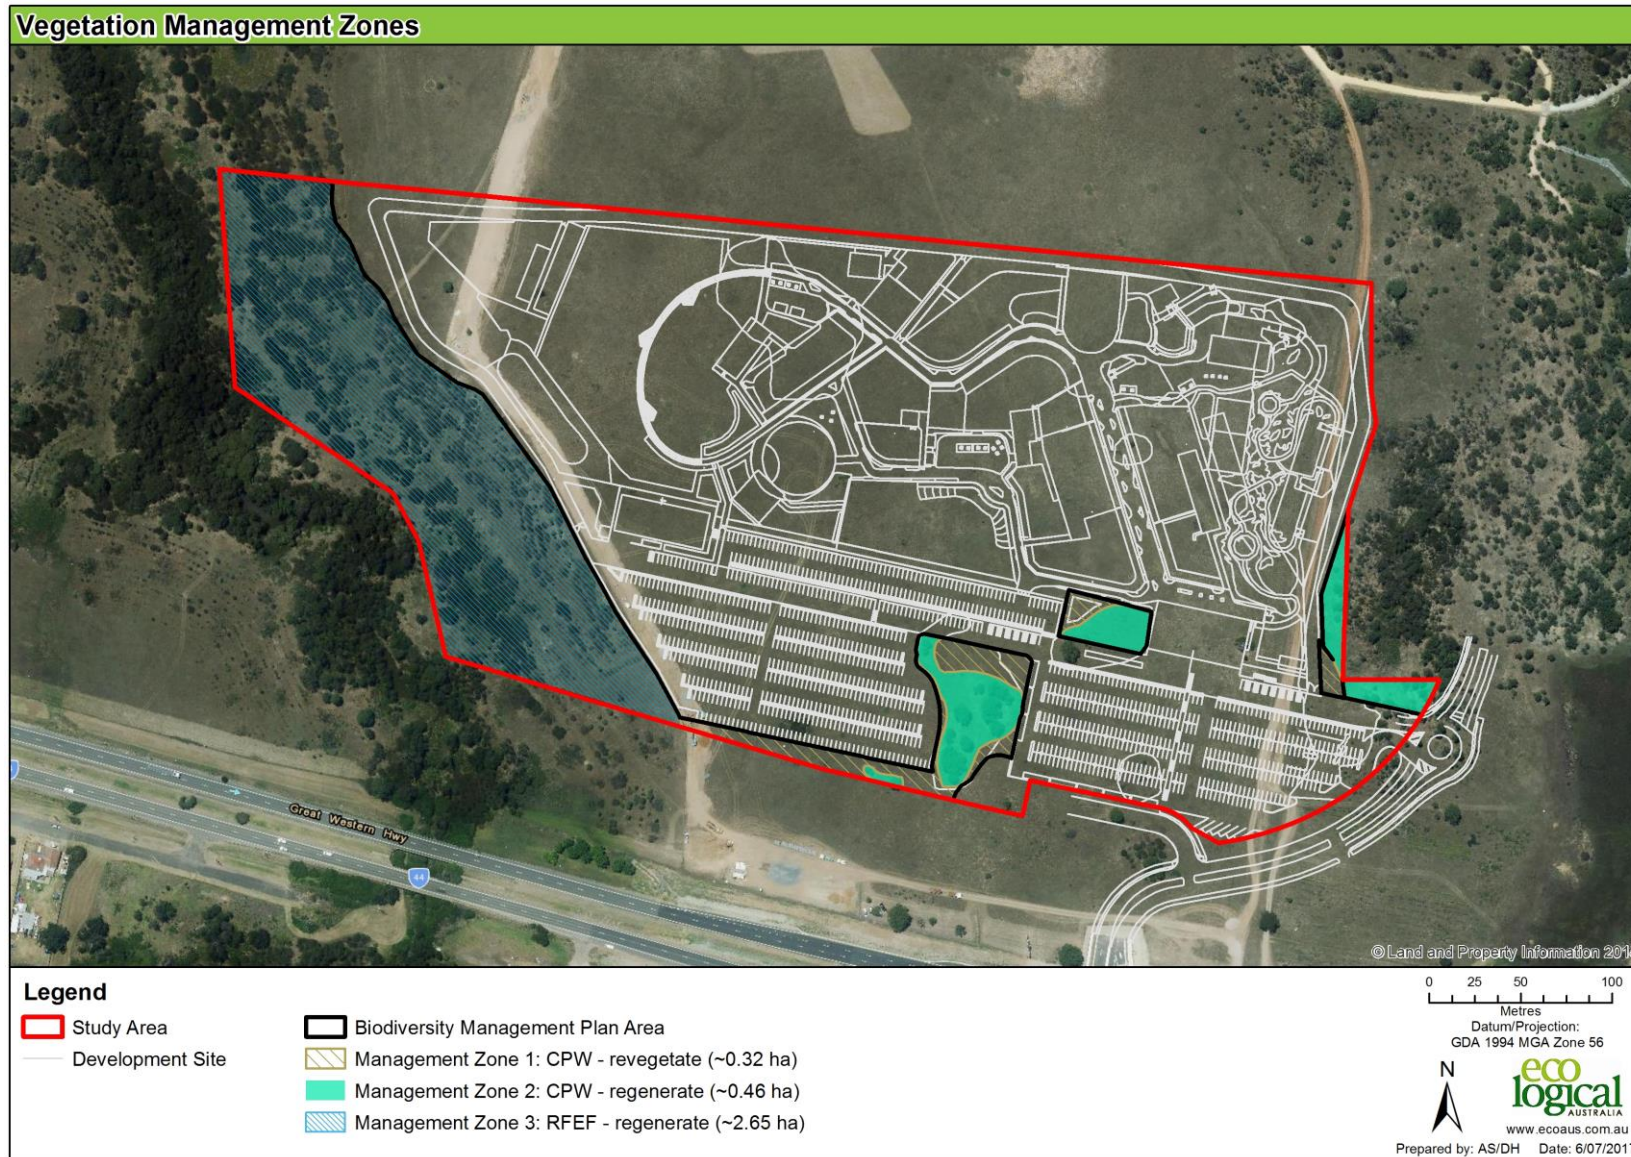 Vegetation Management Zones
Great Western Hwy
44
© Land and Property Information 201
Legend
Study Area
Development Site
Biodiversity Management Plan Area
Management Zone 1: CPW - revegetate (~0.32 ha)
Management Zone 2: CPW - regenerate (~0.46 ha)
Management Zone 3: RFEF - regenerate (~2.65 ha)
0 25 50 100
Metres
Datum/Projection:
GDA 1994 MGA Zone 56
N
eco
logical
AUSTRALIA
www.ecoaus.com.au
Prepared by: AS/DH Date: 6/07/2017